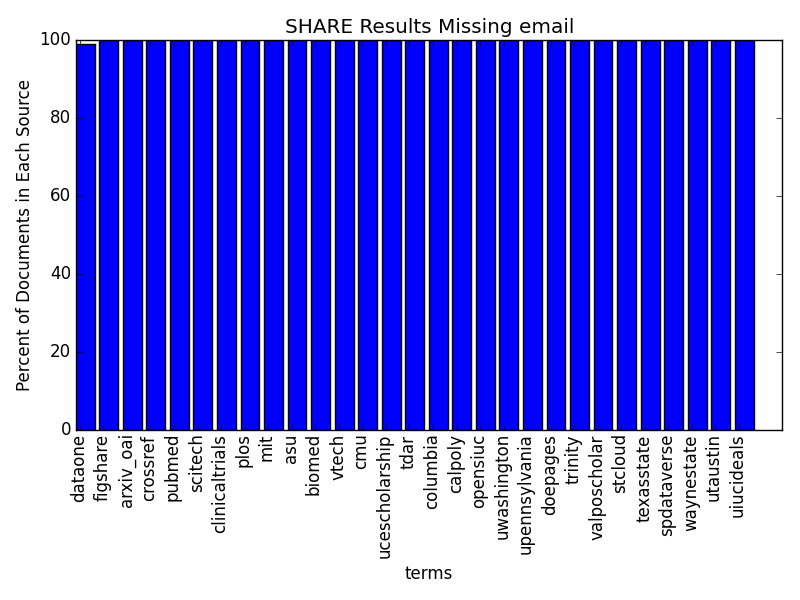 SHARE Results Missing email
Percent of Documents in Each Source
100
80
60
40
20
0
dataone
figshare
arxiv_oai
crossref
pubmed
scitech
clinicaltrials
plos
mit
asu
biomed
vtech
cmu
ucescholarship
tdar
columbia
calpoly
opensiuc
uwashington
upennsylvania
doepages
trinity
valposcholar
stcloud
texasstate
spdataverse
waynestate
utaustin
uiucideals
terms